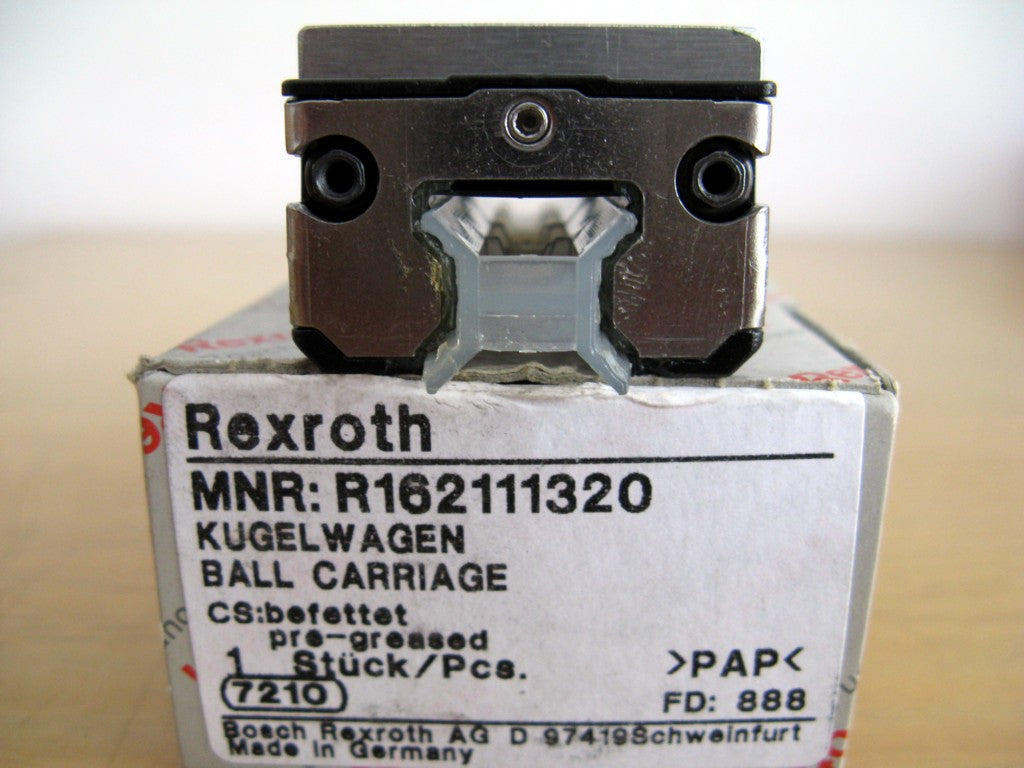 Rexroth
MNR: R162111320
KUGELWAGEN
BALL CARRIAGE
CS:befettet
pre-greased
1 Stück/Pcs.
>PAP<
7210
FD: 888
Bosch Rexroth AG D 97419Schweinfurt
Made in Germany